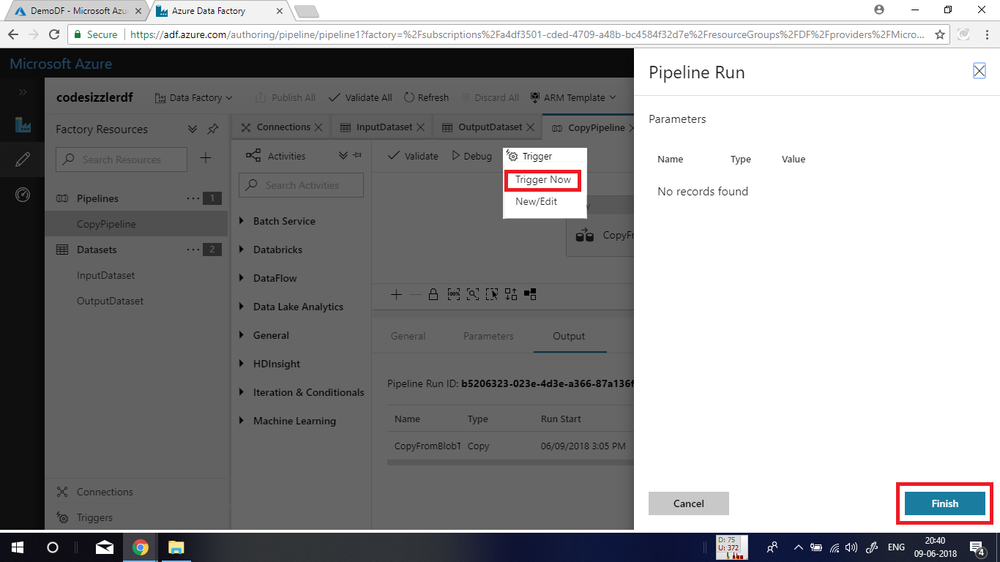 DemoDF - Microsoft Azu
Azure Data Factory
Secure
https://adf.azure.com/authoring/pipeline/pipeline1?factory=%2Fsubscriptions%2Fa4df3501-cded-4709-a48b-bc4584f32d7e%2FresourceGroups%2FDF%2Fproviders%2FMicro...
Microsoft Azure
codesizzlerdf
Data Factory
Publish All
Validate All
Refresh
Discard All
ARM Template
Factory Resources
Search Resources
Pipelines ... 1
CopyPipeline
Datasets ... 2
InputDataset
OutputDataset
Connections
Triggers
Connections
InputDataset
OutputDataset
CopyPipeline
Activities
Search Activities
Batch Service
Databricks
DataFlow
Data Lake Analytics
General
HDInsight
Iteration & Conditionals
Machine Learning
Validate
Debug
Trigger
Trigger Now
New/Edit
y
CopyFr
100%
General
Parameters
Output
Pipeline Run ID: b5206323-023e-4d3e-a366-87a136f
Name Type Run Start
CopyFromBlobT Copy 06/09/2018 3:05 PM
Pipeline Run
Parameters
Name Type Value
No records found
Cancel
Finish
D: 75
U: 372
ENG
20:40
09-06-2018
4